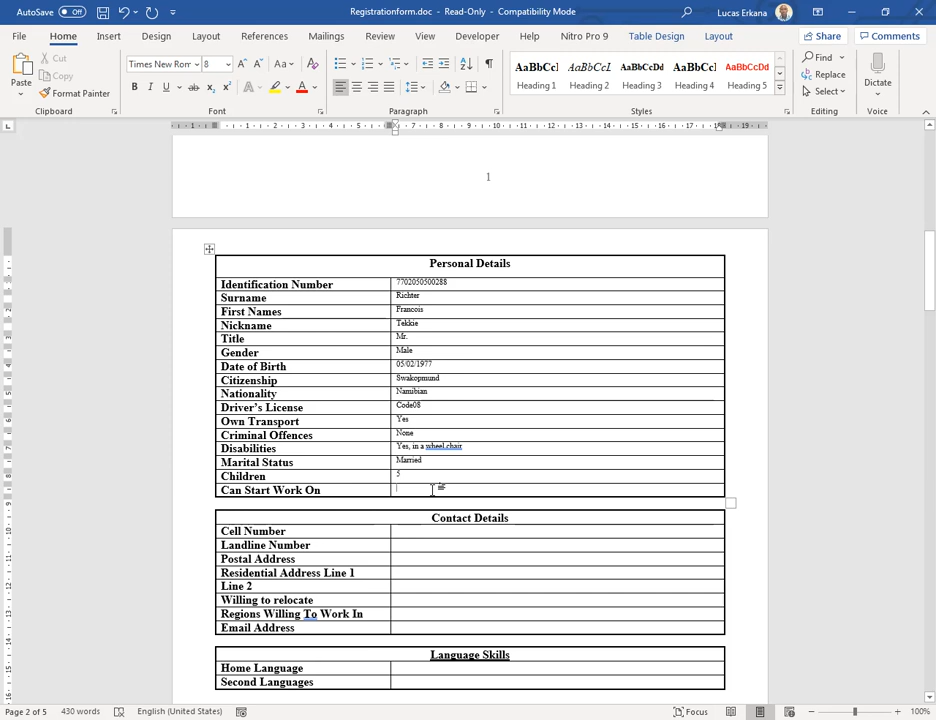 AutoSave Off Registrationform.doc - Read-Only - Compatibility Mode Lucas Erkana
File Home Insert Draw Design Layout References Mailings Review View Developer Help Nitro Pro 9 Table Design Layout Share Comments
Paste Cut Copy Format Painter
Times New Rom 8
AaBbCcI AaBbCcI AaBbCcDd AaBbCcI AaBbCcDd
Heading 1 Heading 2 Heading 3 Heading 4 Heading 5
Find Replace Select
Dictate
Clipboard Font Paragraph Styles Editing Voice
1
Personal Details
Identification Number 7702050500288
Surname Richter
First Names Francois
Nickname Tekkie
Title Mr.
Gender Male
Date of Birth 05/02/1977
Citizenship Swakopmund
Nationality Namibian
Driver's License Code08
Own Transport Yes
Criminal Offences None
Disabilities Yes, in a wheel chair
Marital Status Married
Children 5
Can Start Work On
Contact Details
Cell Number
Landline Number
Postal Address
Residential Address Line 1
Line 2
Willing to relocate
Regions Willing To Work In
Email Address
Language Skills
Home Language
Second Languages
Page 2 of 5 430 words English (United States) Focus 100%